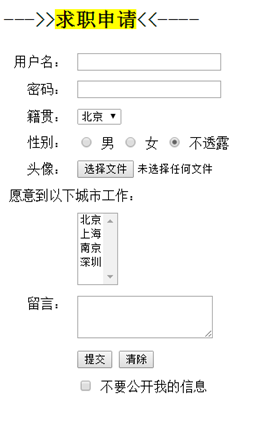 --->>求职申请<<----
用户名：
密码：
籍贯： 北京
性别： 男 女 不透露
头像： 选择文件 未选择任何文件
愿意到以下城市工作：
北京
上海
南京
深圳
留言：
提交 清除
不要公开我的信息